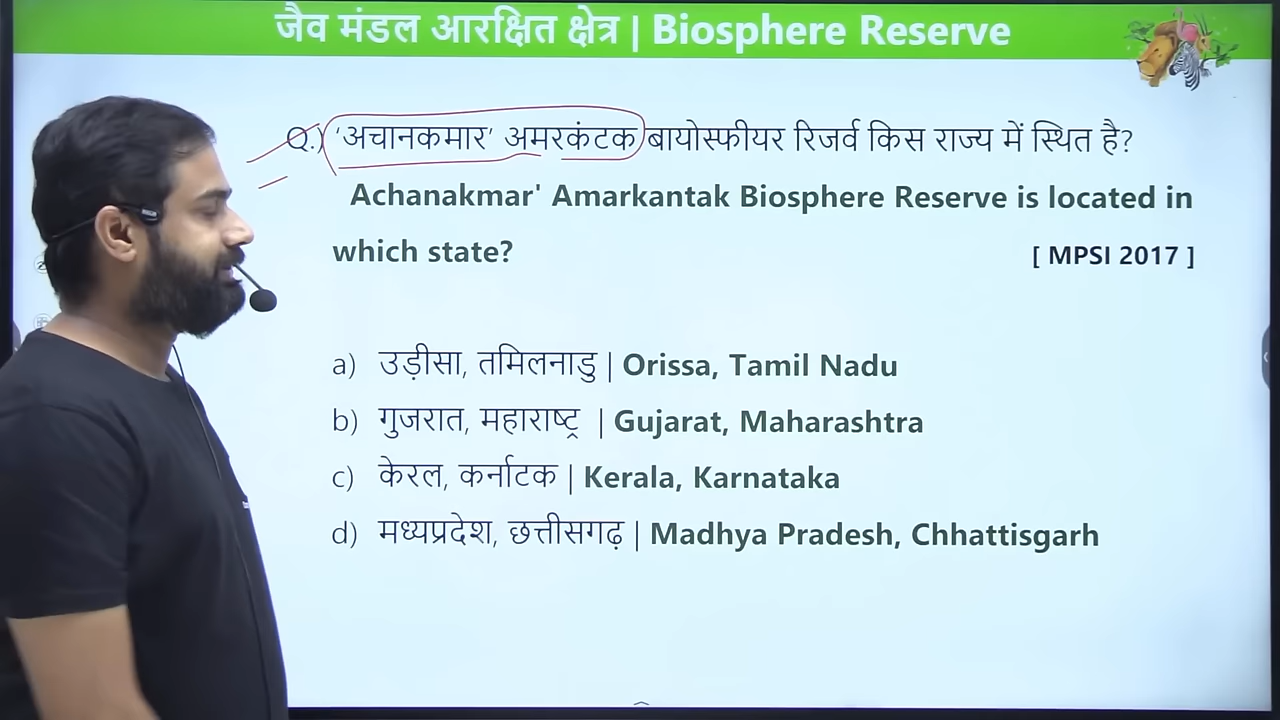 जैव मंडल आरक्षित क्षेत्र | Biosphere Reserve
Q.) 'अचानकमार' अमरकंटक बायोस्फीयर रिजर्व किस राज्य में स्थित है?
Achanakmar' Amarkantak Biosphere Reserve is located in
which state? [ MPSI 2017 ]
a) उड़ीसा, तमिलनाडु | Orissa, Tamil Nadu
b) गुजरात, महाराष्ट्र | Gujarat, Maharashtra
c) केरल, कर्नाटक | Kerala, Karnataka
d) मध्यप्रदेश, छत्तीसगढ़ | Madhya Pradesh, Chhattisgarh